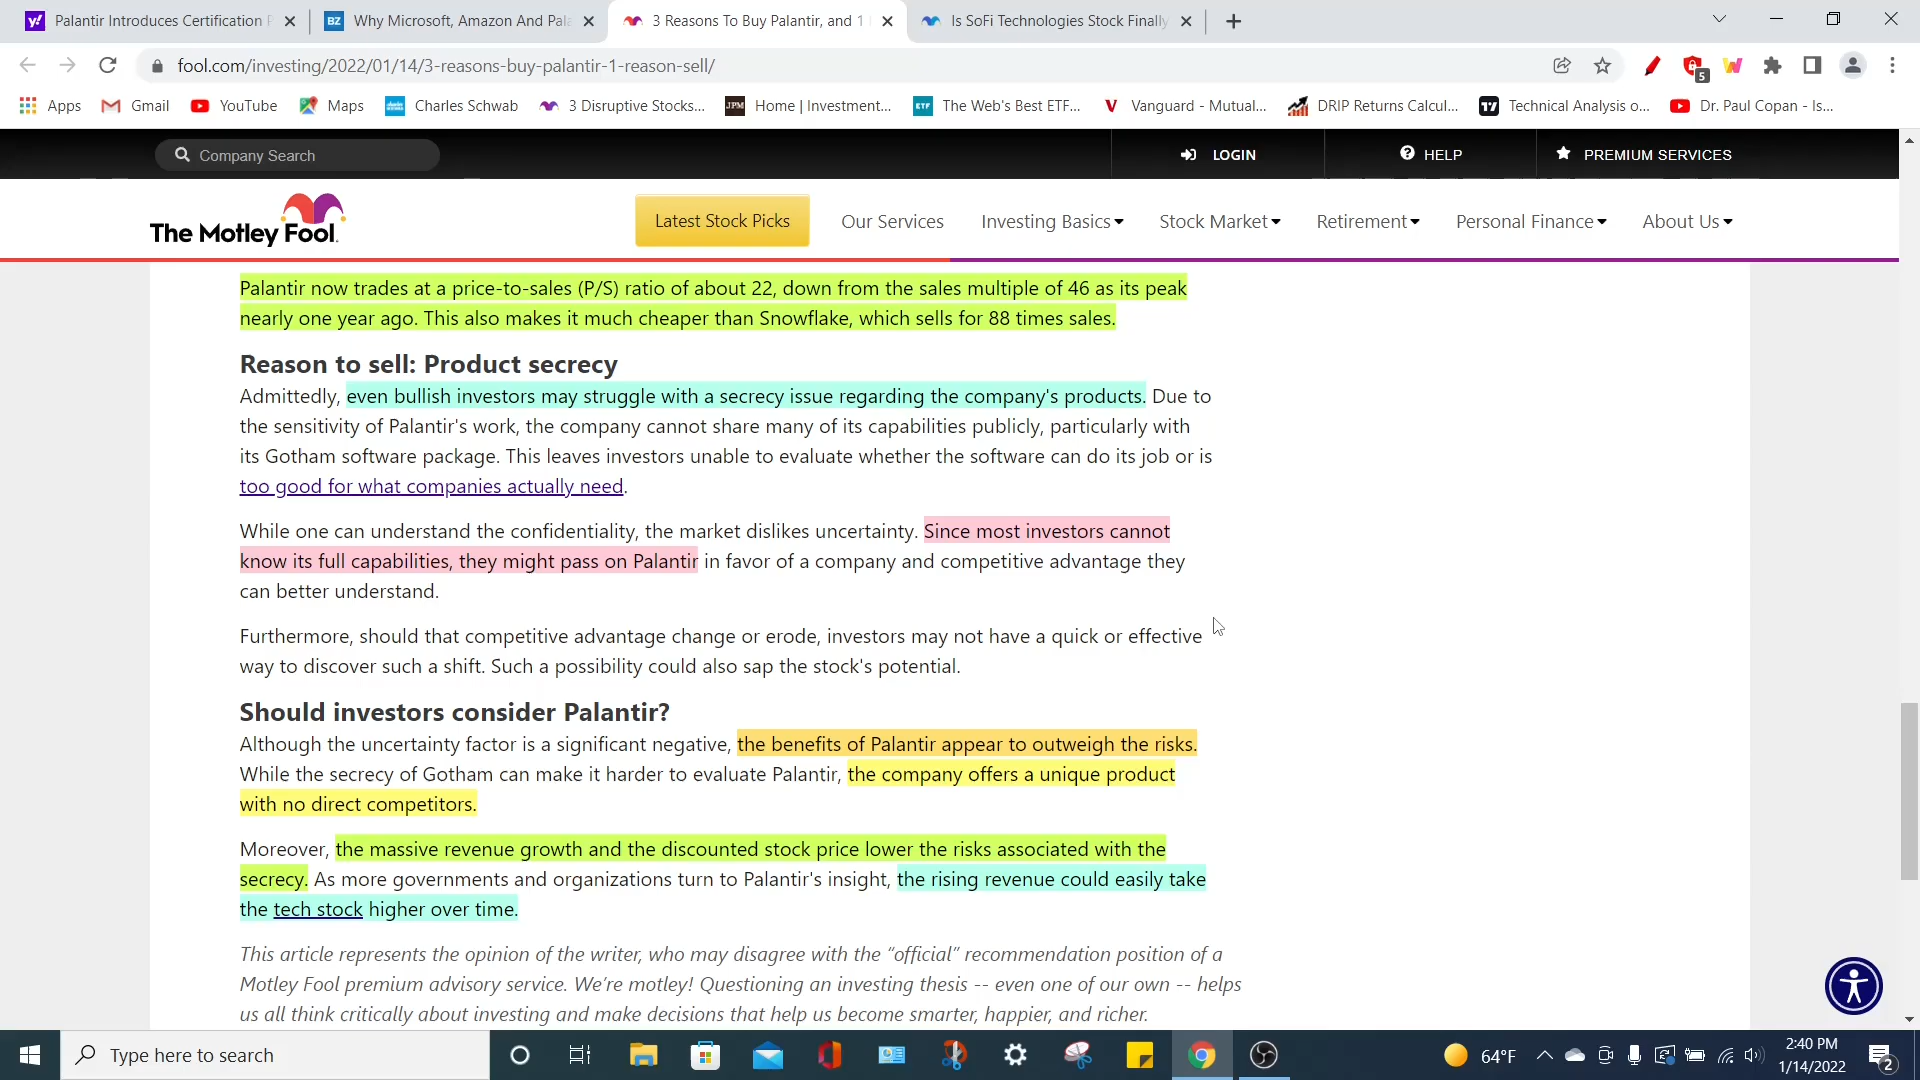 Palantir Introduces Certification P
Why Microsoft, Amazon And Pala
3 Reasons To Buy Palantir, and 1
Is SoFi Technologies Stock Finally
fool.com/investing/2022/01/14/3-reasons-buy-palantir-1-reason-sell/
5
Apps
Gmail
YouTube
Maps
Charles Schwab
3 Disruptive Stocks...
JPM
Home | Investment...
ETF
The Web's Best ETF...
Vanguard - Mutual...
DRIP Returns Calcul...
Technical Analysis o...
Dr. Paul Copan - Is...
Company Search
LOGIN
HELP
PREMIUM SERVICES
The Motley Fool.
Latest Stock Picks
Our Services
Investing Basics
Stock Market
Retirement
Personal Finance
About Us
Palantir now trades at a price-to-sales (P/S) ratio of about 22, down from the sales multiple of 46 as its peak
nearly one year ago. This also makes it much cheaper than Snowflake, which sells for 88 times sales.
Reason to sell: Product secrecy
Admittedly, even bullish investors may struggle with a secrecy issue regarding the company's products. Due to
the sensitivity of Palantir's work, the company cannot share many of its capabilities publicly, particularly with
its Gotham software package. This leaves investors unable to evaluate whether the software can do its job or is
too good for what companies actually need.
While one can understand the confidentiality, the market dislikes uncertainty. Since most investors cannot
know its full capabilities, they might pass on Palantir in favor of a company and competitive advantage they
can better understand.
Furthermore, should that competitive advantage change or erode, investors may not have a quick or effective
way to discover such a shift. Such a possibility could also sap the stock's potential.
Should investors consider Palantir?
Although the uncertainty factor is a significant negative, the benefits of Palantir appear to outweigh the risks.
While the secrecy of Gotham can make it harder to evaluate Palantir, the company offers a unique product
with no direct competitors.
Moreover, the massive revenue growth and the discounted stock price lower the risks associated with the
secrecy. As more governments and organizations turn to Palantir's insight, the rising revenue could easily take
the tech stock higher over time.
This article represents the opinion of the writer, who may disagree with the “official” recommendation position of a
Motley Fool premium advisory service. We’re motley! Questioning an investing thesis -- even one of our own -- helps
us all think critically about investing and make decisions that help us become smarter, happier, and richer.
Type here to search
64°F
2:40 PM
1/14/2022
2